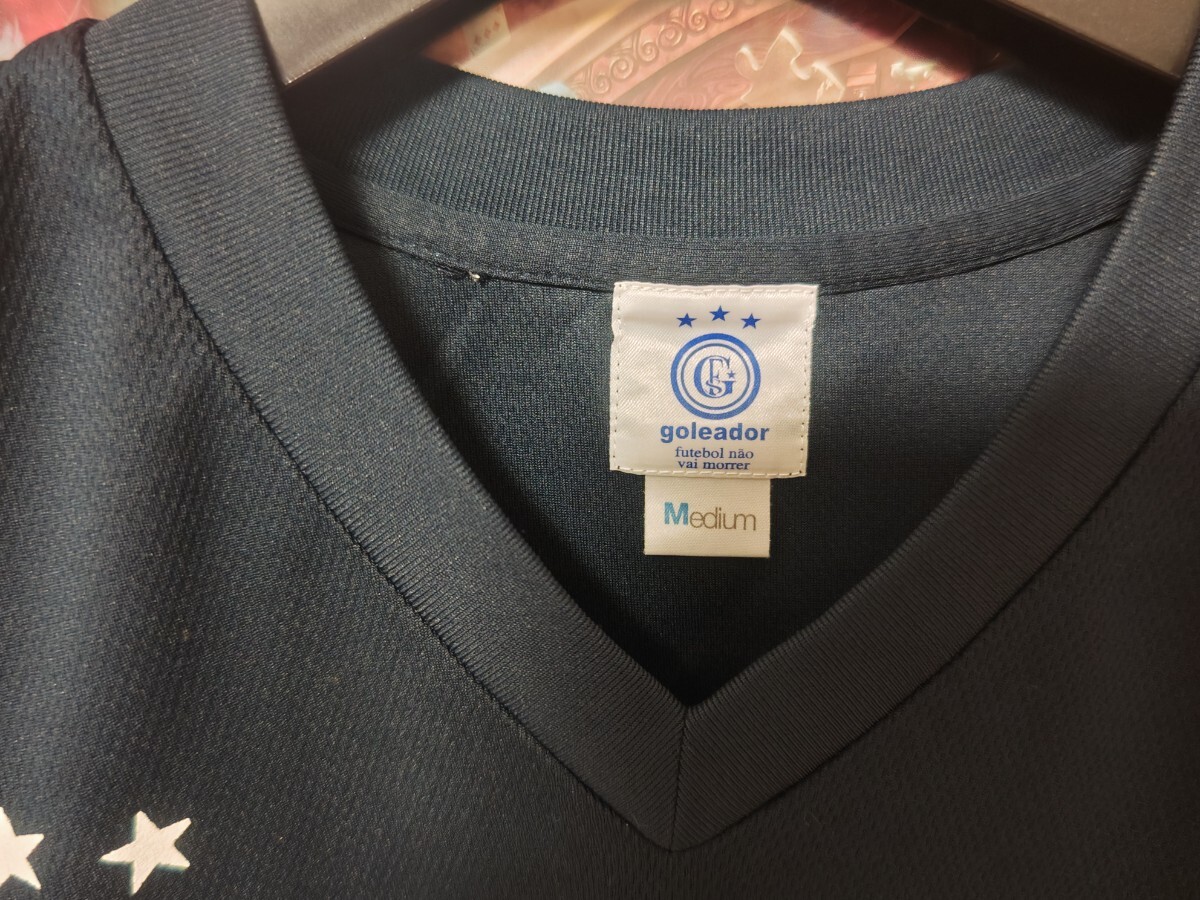 goleador
futebol não
vai morrer
Medium